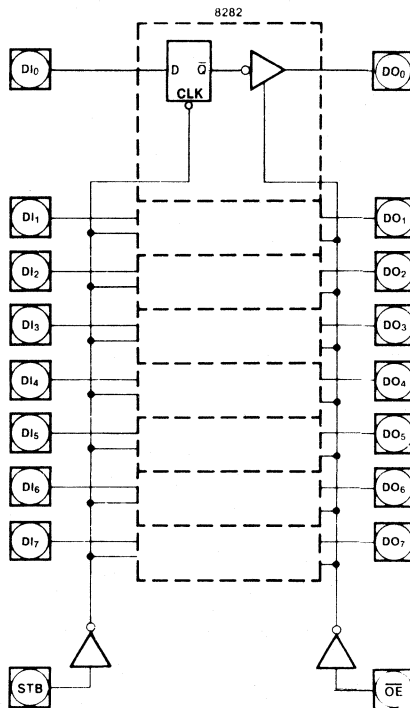 8282
DI₀ D Q̅ DO₀
CLK
DI₁ DO₁
DI₂ DO₂
DI₃ DO₃
DI₄ DO₄
DI₅ DO₅
DI₆ DO₆
DI₇ DO₇
STB O̅E̅